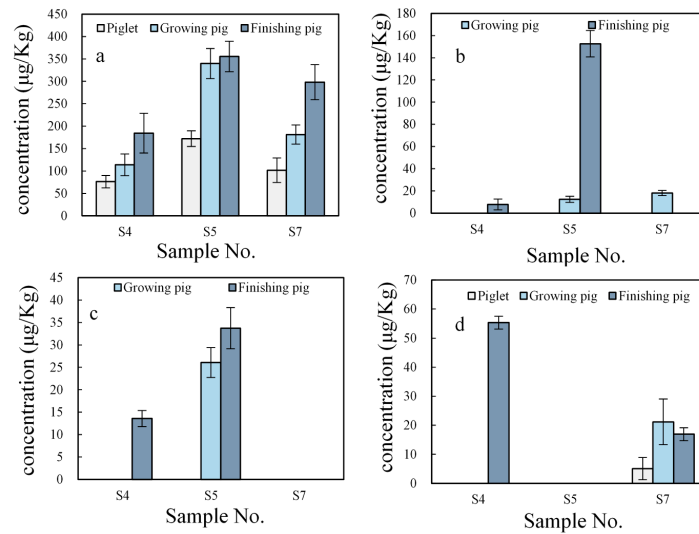 Piglet Growing pig Finishing pig
a
concentration (μg/Kg)
450
400
350
300
250
200
150
100
50
0
S4 S5 S7
Sample No.
Growing pig Finishing pig
b
concentration (μg/Kg)
180
160
140
120
100
80
60
40
20
0
S4 S5 S7
Sample No.
Growing pig Finishing pig
c
concentration (μg/Kg)
45
40
35
30
25
20
15
10
5
0
S4 S5 S7
Sample No.
Piglet Growing pig Finishing pig
d
concentration (μg/Kg)
70
60
50
40
30
20
10
0
S4 S5 S7
Sample No.